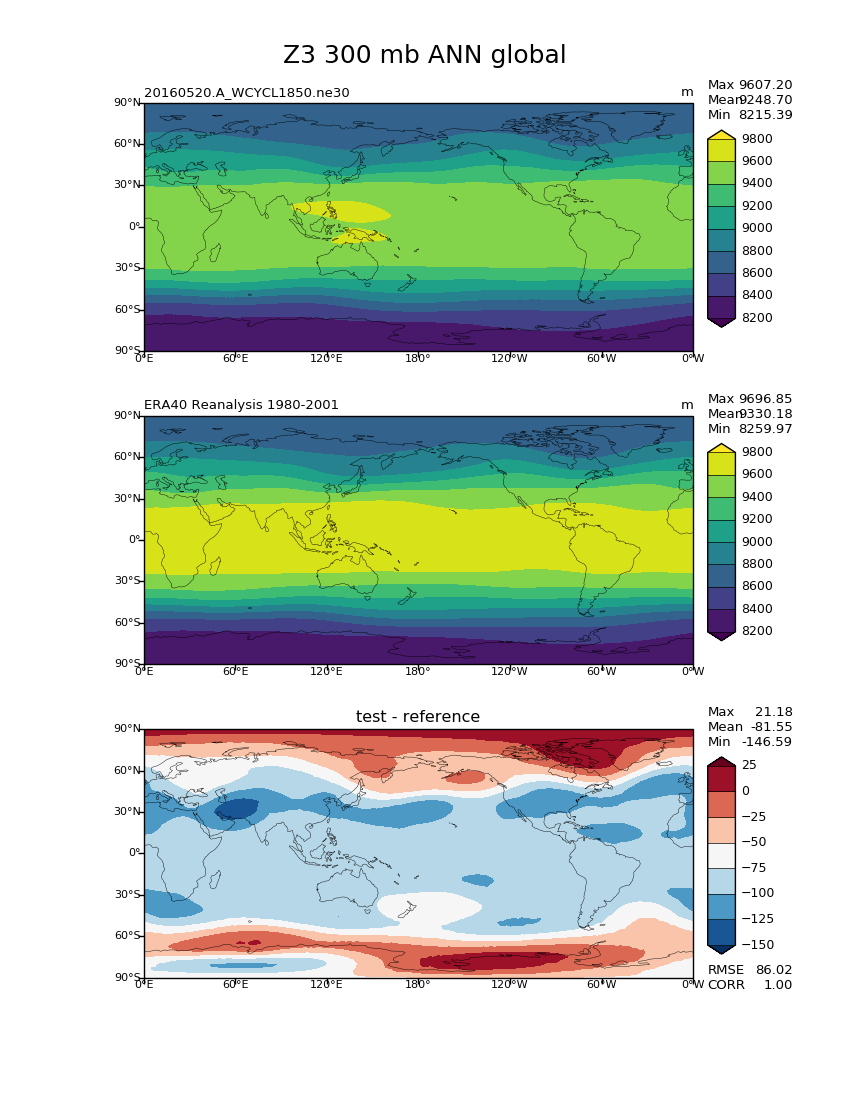 Z3 300 mb ANN global
20160520.A_WCYCL1850.ne30
m
Max 9607.20
Mean 9248.70
Min 8215.39
90°N
60°N
30°N
0°
30°S
60°S
90°S
0°E 60°E 120°E 180° 120°W 60°W 0°W
9800
9600
9400
9200
9000
8800
8600
8400
8200
ERA40 Reanalysis 1980-2001
m
Max 9696.85
Mean 9330.18
Min 8259.97
90°N
60°N
30°N
0°
30°S
60°S
90°S
0°E 60°E 120°E 180° 120°W 60°W 0°W
9800
9600
9400
9200
9000
8800
8600
8400
8200
test - reference
Max 21.18
Mean -81.55
Min -146.59
90°N
60°N
30°N
0°
30°S
60°S
90°S
0°E 60°E 120°E 180° 120°W 60°W 0°W
25
0
−25
−50
−75
−100
−125
−150
RMSE 86.02
CORR 1.00